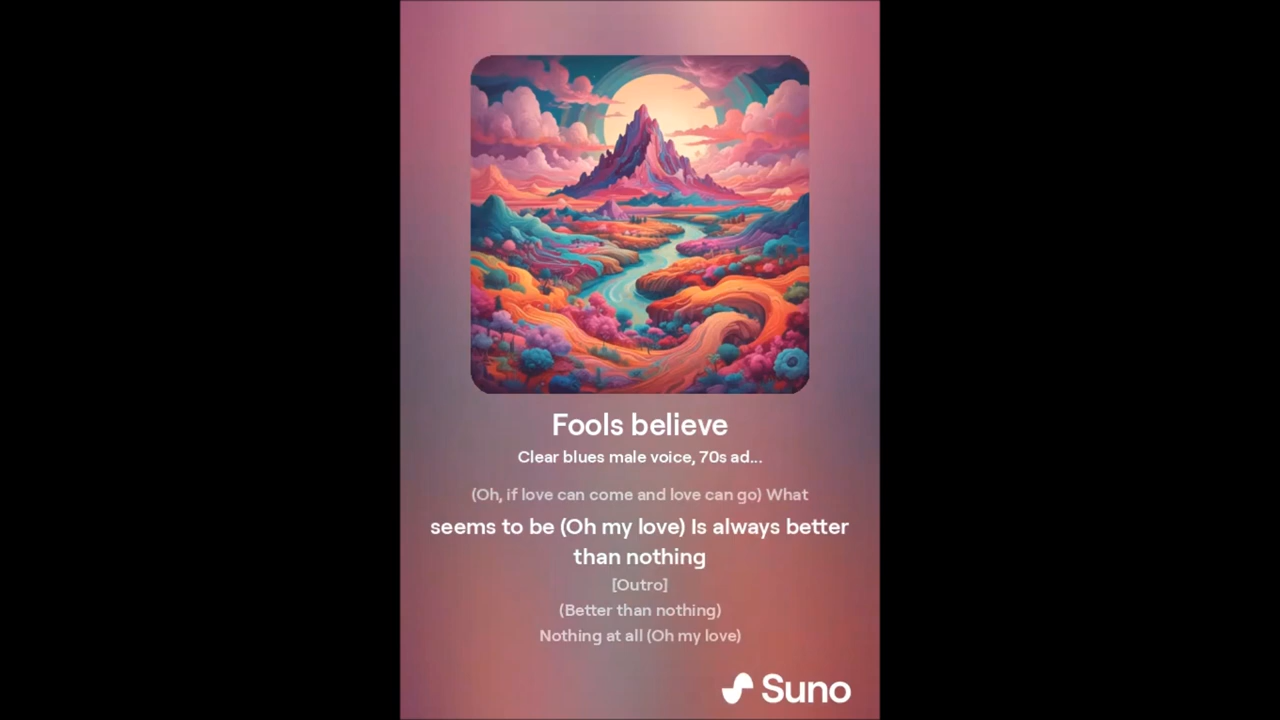 Fools believe
Clear blues male voice, 70s ad...
(Oh, if love can come and love can go) What
seems to be (Oh my love) Is always better
than nothing
[Outro]
(Better than nothing)
Nothing at all (Oh my love)
Suno